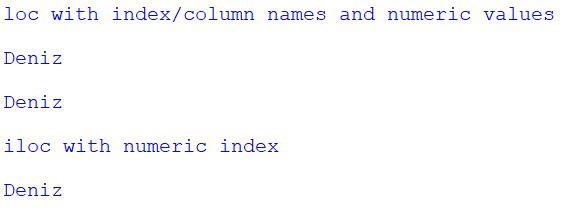 loc with index/column names and numeric values
Deniz
Deniz
iloc with numeric index
Deniz